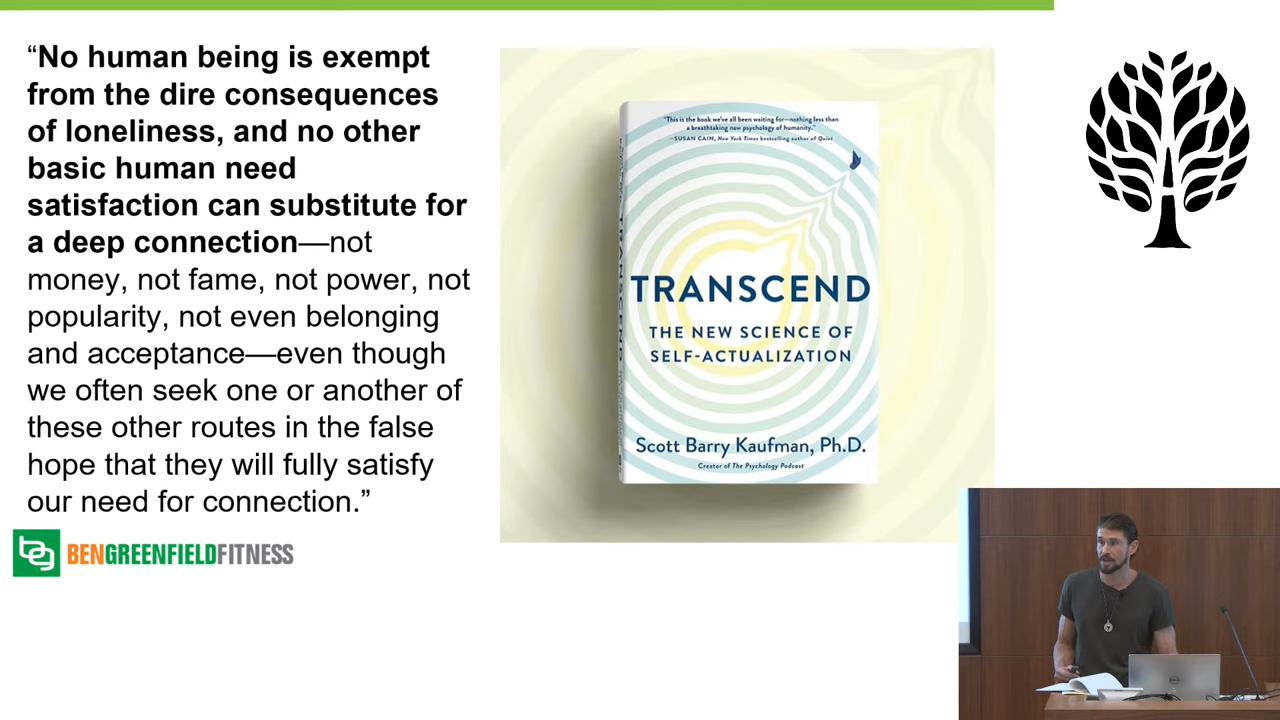 “No human being is exempt
from the dire consequences
of loneliness, and no other
basic human need
satisfaction can substitute for
a deep connection—not
money, not fame, not power, not
popularity, not even belonging
and acceptance—even though
we often seek one or another of
these other routes in the false
hope that they will fully satisfy
our need for connection.”
BENGREENFIELDFITNESS
"This is the book we've all been waiting for—nothing less than
a breathtaking new psychology of humanity."
—SUSAN CAIN, New York Times bestselling author of Quiet
TRANSCEND
THE NEW SCIENCE OF
SELF-ACTUALIZATION
Scott Barry Kaufman, Ph.D.
Creator of The Psychology Podcast